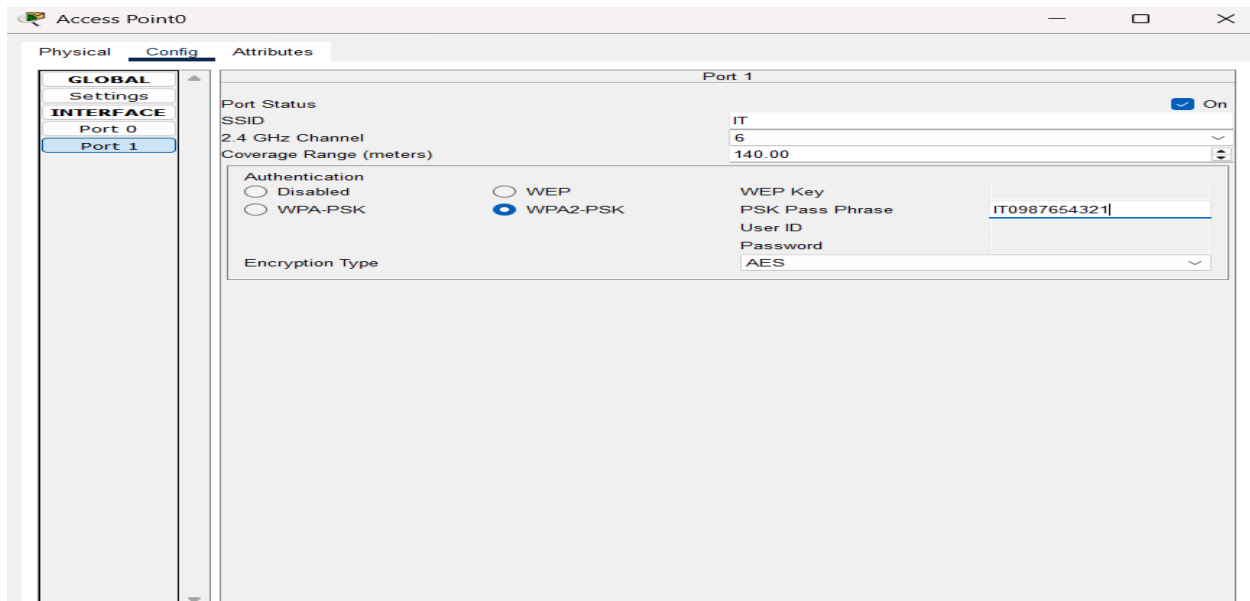 Access Point0
Physical Config Attributes
GLOBAL
Settings
INTERFACE
Port 0
Port 1
Port 1
Port Status On
SSID IT
2.4 GHz Channel 6
Coverage Range (meters) 140.00
Authentication
Disabled WEP WEP Key
WPA-PSK WPA2-PSK PSK Pass Phrase IT0987654321
User ID
Password
Encryption Type AES